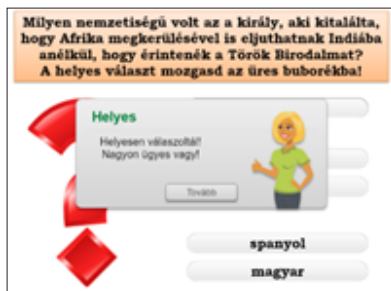 Milyen nemzetiségű volt az a király, aki kitalálta,
hogy Afrika megkerülésével is eljuthatnak Indiába
anélkül, hogy érintenék a Török Birodalmat?
A helyes választ mozgasd az üres buborékba!
Helyes
Helyesen válaszoltál!
Nagyon ügyes vagy!
Tovább
spanyol
magyar